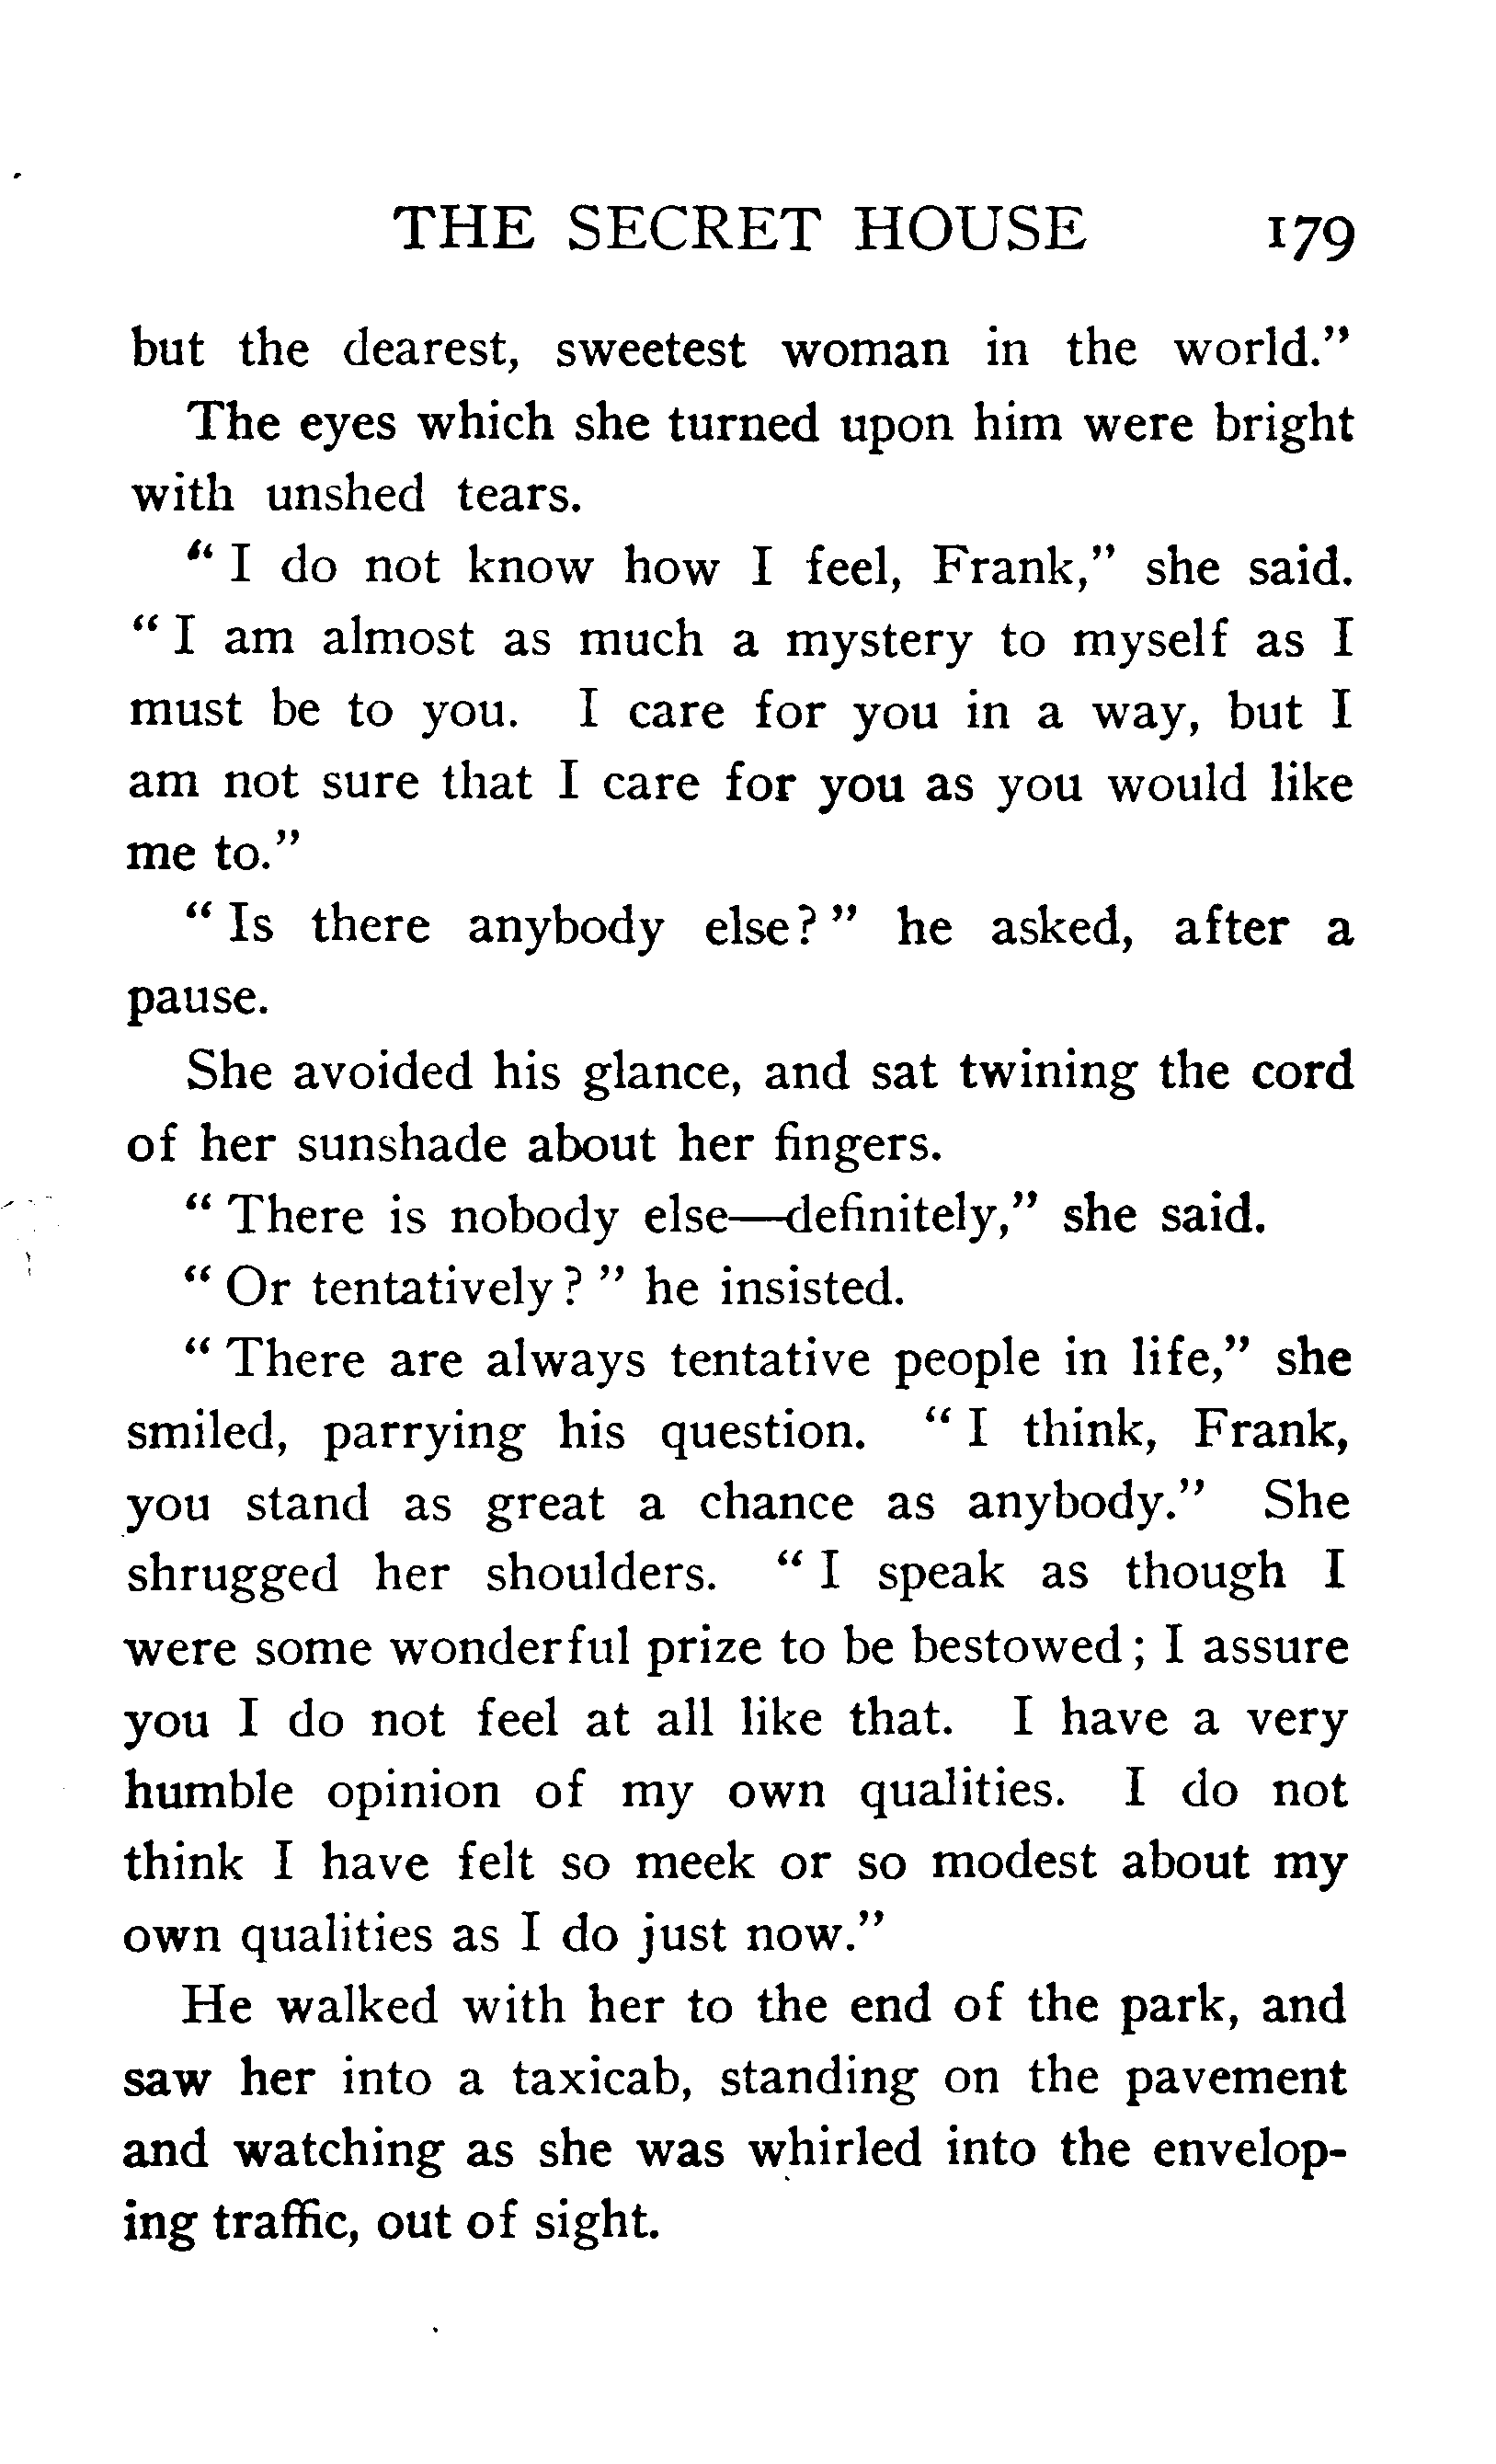 THE SECRET HOUSE 179
but the dearest, sweetest woman in the world."
The eyes which she turned upon him were bright
with unshed tears.
" I do not know how I feel, Frank," she said.
" I am almost as much a mystery to myself as I
must be to you. I care for you in a way, but I
am not sure that I care for you as you would like
me to."
" Is there anybody else? " he asked, after a
pause.
She avoided his glance, and sat twining the cord
of her sunshade about her fingers.
" There is nobody else—definitely," she said.
" Or tentatively? " he insisted.
" There are always tentative people in life," she
smiled, parrying his question. " I think, Frank,
you stand as great a chance as anybody." She
shrugged her shoulders. " I speak as though I
were some wonderful prize to be bestowed; I assure
you I do not feel at all like that. I have a very
humble opinion of my own qualities. I do not
think I have felt so meek or so modest about my
own qualities as I do just now."
He walked with her to the end of the park, and
saw her into a taxicab, standing on the pavement
and watching as she was whirled into the envelop-
ing traffic, out of sight.